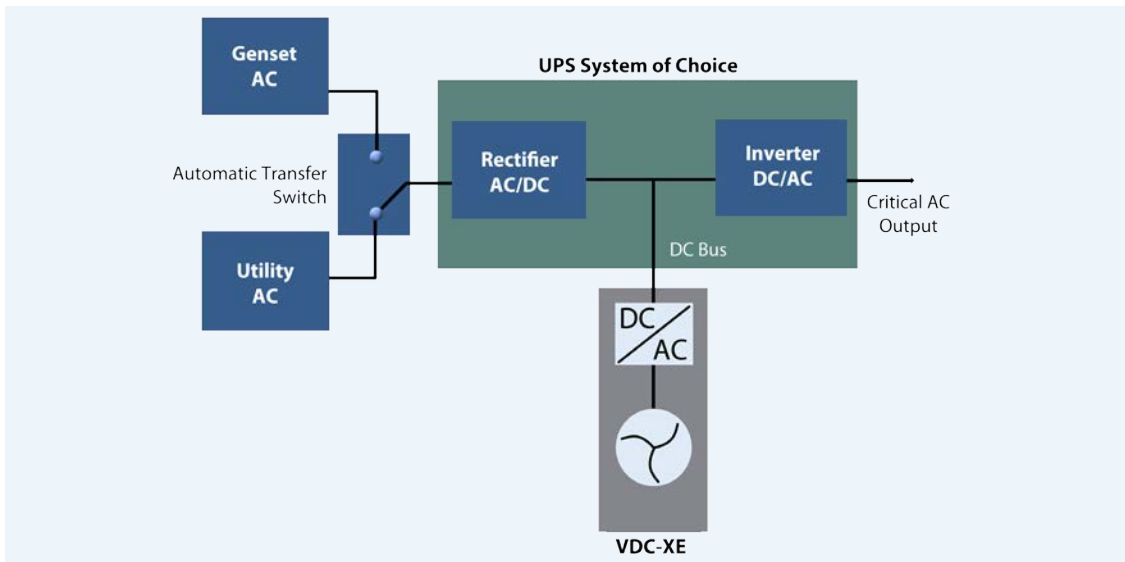 Genset
AC
UPS System of Choice
Automatic Transfer
Switch
Rectifier
AC/DC
Inverter
DC/AC
Critical AC
Output
Utility
AC
DC Bus
DC
AC
VDC-XE